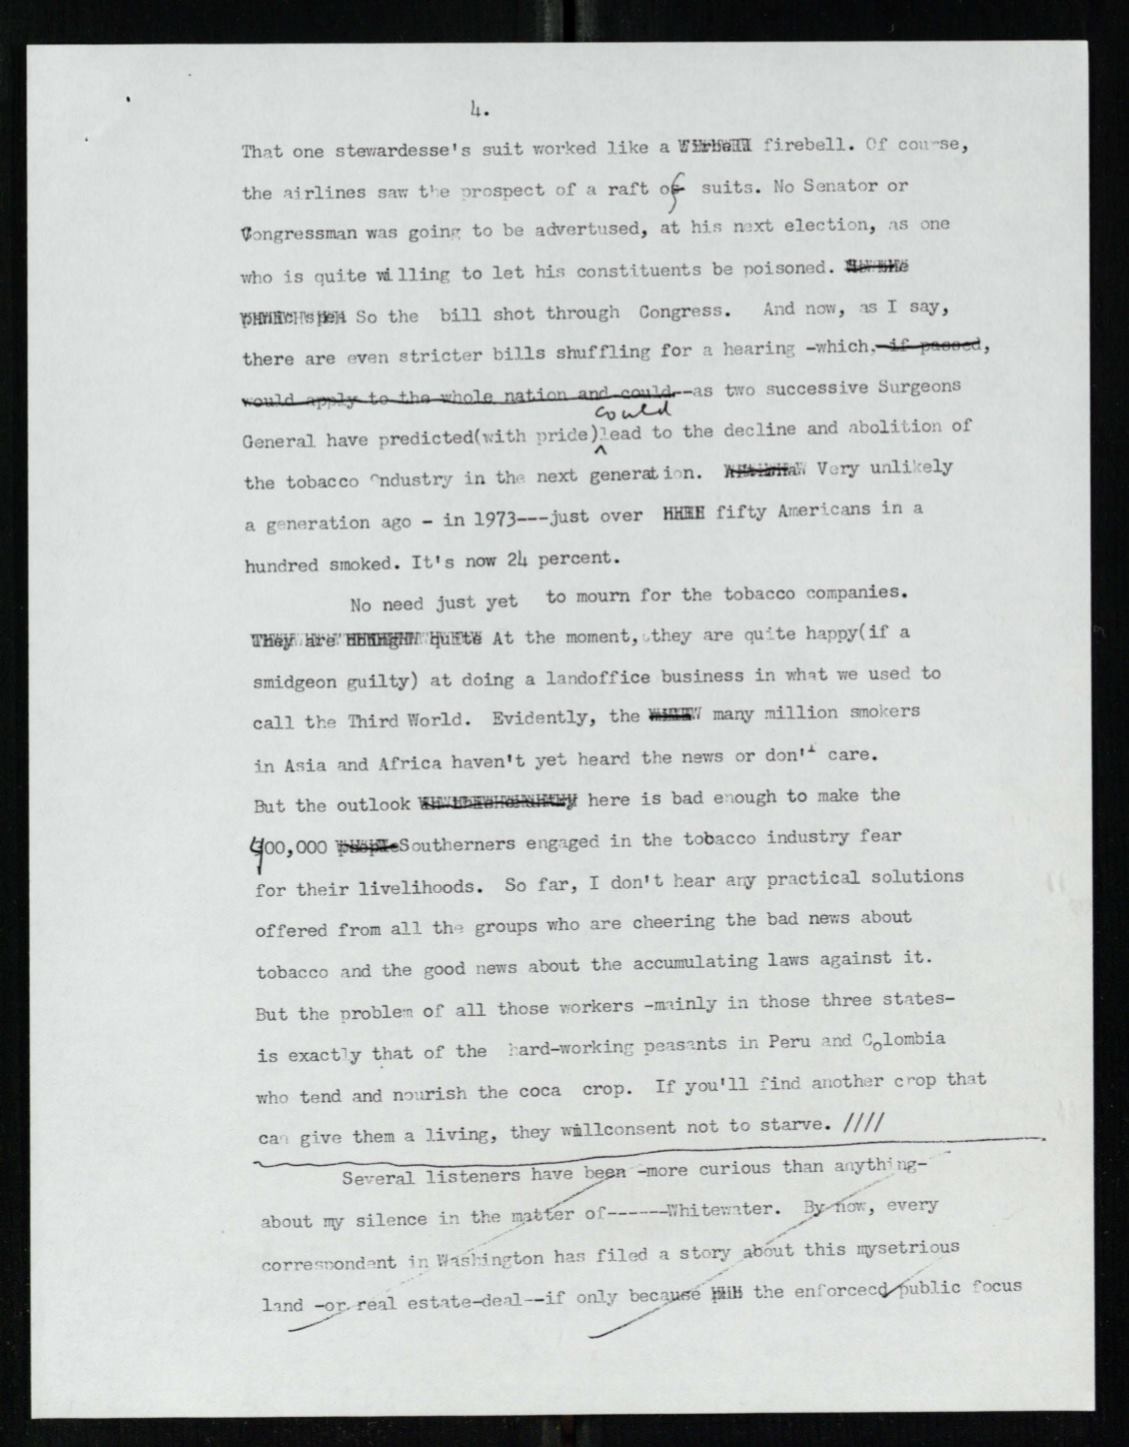 4.
That one stewardesse's suit worked like a firebell. Of course,
the airlines saw the prospect of a raft of suits. No Senator or
Congressman was going to be advertused, at his next election, as one
who is quite willing to let his constituents be poisoned.
So the bill shot through Congress. And now, as I say,
there are even stricter bills shuffling for a hearing -which, if passed,
would apply to the whole nation and could--as two successive Surgeons
could
General have predicted(with pride)lead to the decline and abolition of
the tobacco industry in the next generation. Very unlikely
a generation ago - in 1973---just over fifty Americans in a
hundred smoked. It's now 24 percent.
No need just yet to mourn for the tobacco companies.
They are quite At the moment, they are quite happy(if a
smidgeon guilty) at doing a landoffice business in what we used to
call the Third World. Evidently, the many million smokers
in Asia and Africa haven't yet heard the news or don't care.
But the outlook here is bad enough to make the
400,000 people Southerners engaged in the tobacco industry fear
for their livelihoods. So far, I don't hear any practical solutions
offered from all the groups who are cheering the bad news about
tobacco and the good news about the accumulating laws against it.
But the problem of all those workers -mainly in those three states-
is exactly that of the hard-working peasants in Peru and Colombia
who tend and nourish the coca crop. If you'll find another crop that
can give them a living, they willconsent not to starve. ////
Several listeners have been -more curious than anything-
about my silence in the matter of------Whitewater. By now, every
correspondent in Washington has filed a story about this mysetrious
land -or real estate-deal--if only because the enforcecd public focus